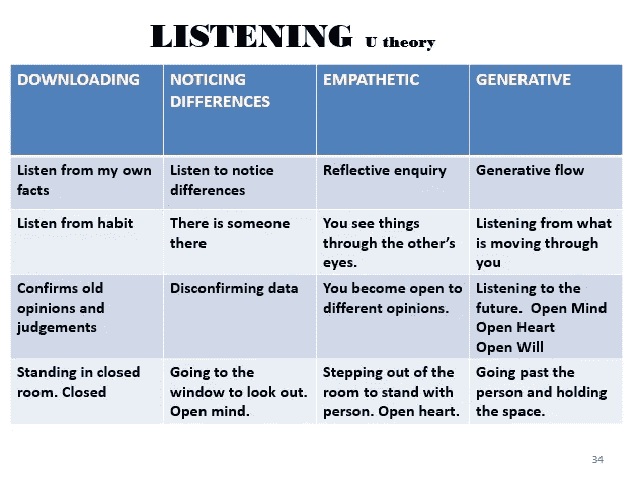 LISTENING U theory
DOWNLOADING
NOTICING
DIFFERENCES
EMPATHETIC
GENERATIVE
Listen from my own
facts
Listen to notice
differences
Reflective enquiry
Generative flow
Listen from habit
There is someone
there
You see things
through the other's
eyes.
Listening from what
is moving through
you
Confirms old
opinions and
judgements
Disconfirming data
You become open to
different opinions.
Listening to the
future. Open Mind
Open Heart
Open Will
Standing in closed
room. Closed
Going to the
window to look out.
Open mind.
Stepping out of the
room to stand with
person. Open heart.
Going past the
person and holding
the space.
34